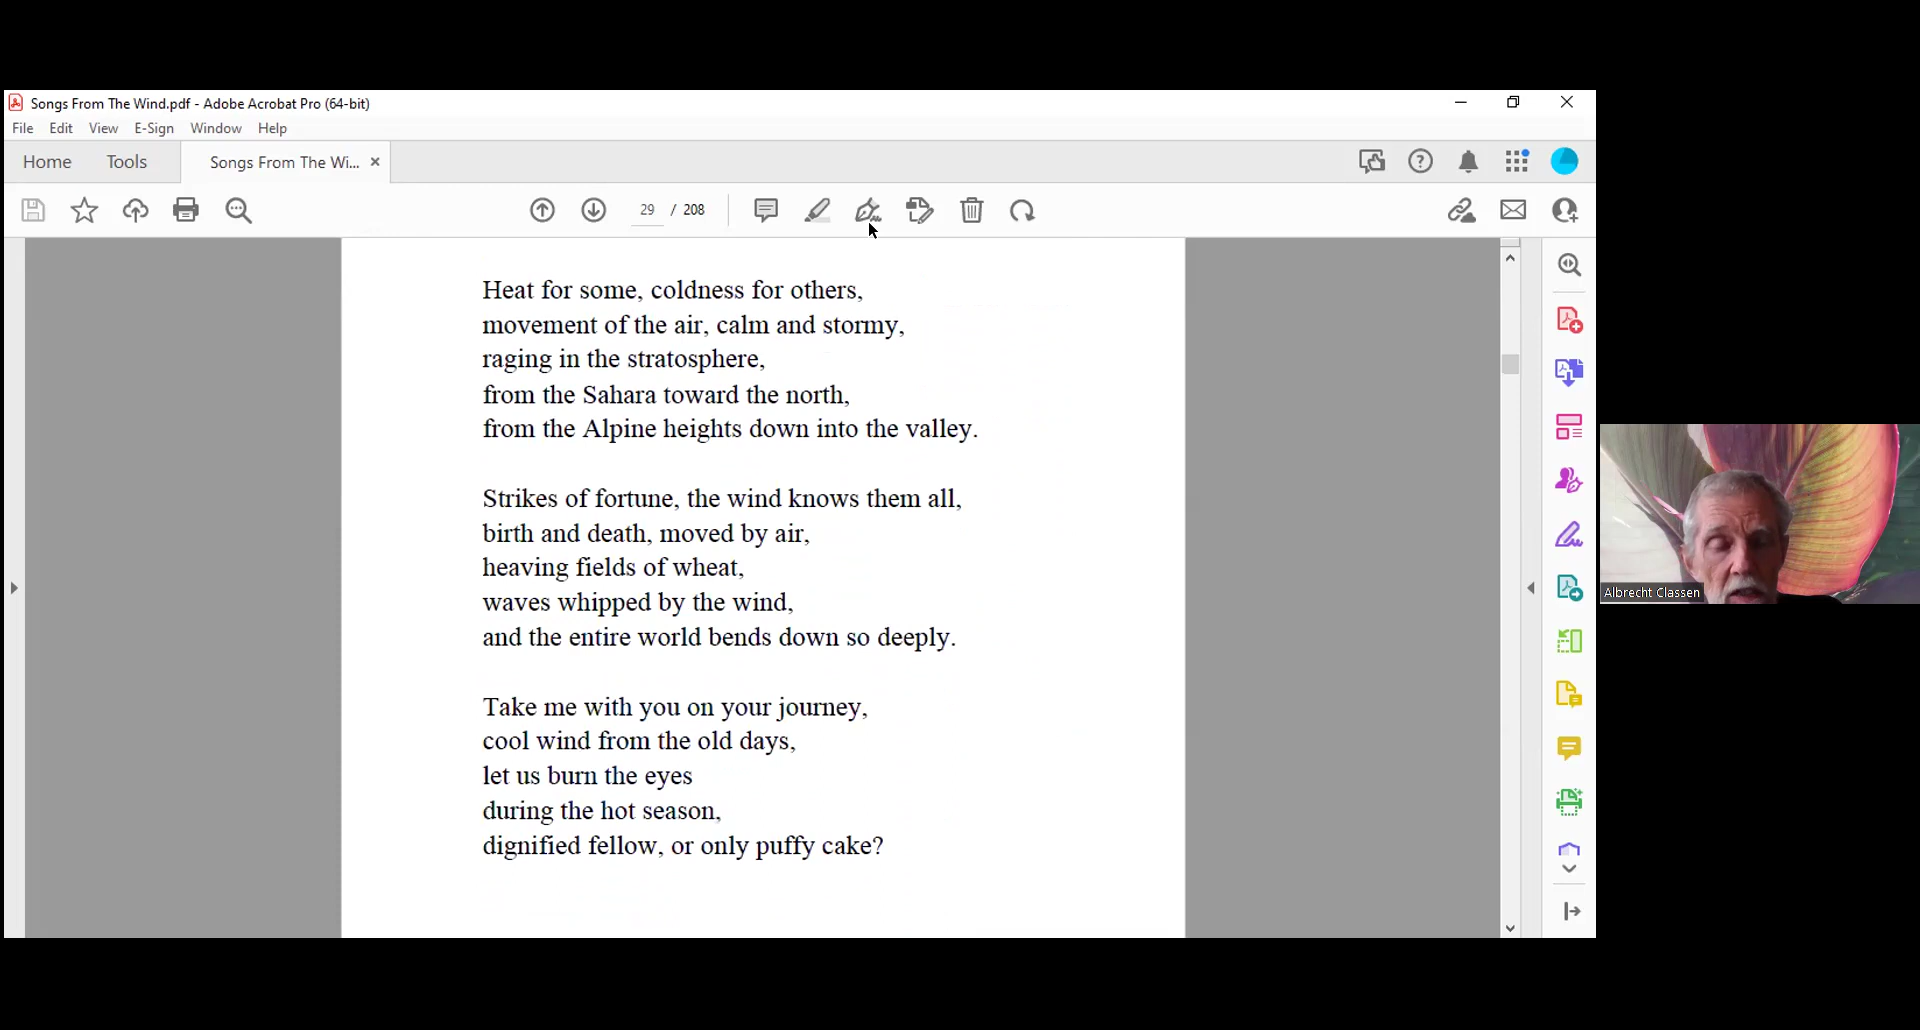 Songs From The Wind.pdf - Adobe Acrobat Pro (64-bit)
File Edit View E-Sign Window Help
Home Tools Songs From The Wi... ×
29 / 208
Heat for some, coldness for others,
movement of the air, calm and stormy,
raging in the stratosphere,
from the Sahara toward the north,
from the Alpine heights down into the valley.
Strikes of fortune, the wind knows them all,
birth and death, moved by air,
heaving fields of wheat,
waves whipped by the wind,
and the entire world bends down so deeply.
Take me with you on your journey,
cool wind from the old days,
let us burn the eyes
during the hot season,
dignified fellow, or only puffy cake?
Albrecht Classen